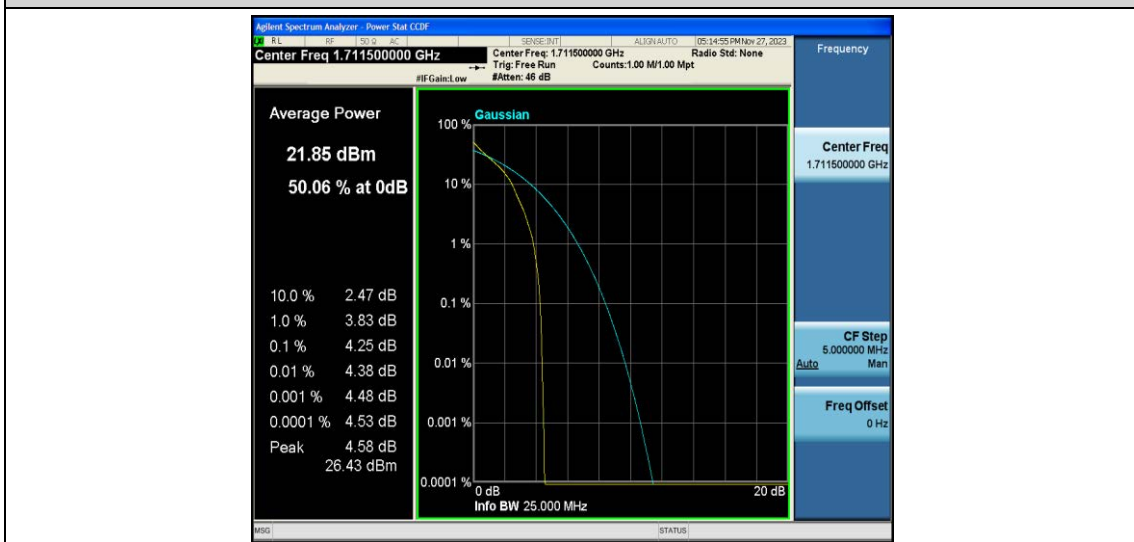 Agilent Spectrum Analyzer - Power Stat CCDF
RL RF 50 Ω AC SENSE:INT ALIGN AUTO 05:14:55 PM Nov 27, 2023
Center Freq 1.711500000 GHz
Center Freq: 1.711500000 GHz Radio Std: None
Trig: Free Run Counts:1.00 M/1.00 Mpt
#IFGain:Low #Atten: 46 dB
Frequency
Average Power
21.85 dBm
50.06 % at 0dB
10.0 % 2.47 dB
1.0 % 3.83 dB
0.1 % 4.25 dB
0.01 % 4.38 dB
0.001 % 4.48 dB
0.0001 % 4.53 dB
Peak 4.58 dB
26.43 dBm
Gaussian
100 %
10 %
1 %
0.1 %
0.01 %
0.001 %
0.0001 %
0 dB 20 dB
Info BW 25.000 MHz
Center Freq
1.711500000 GHz
CF Step
5.000000 MHz
Auto Man
Freq Offset
0 Hz
MSG STATUS